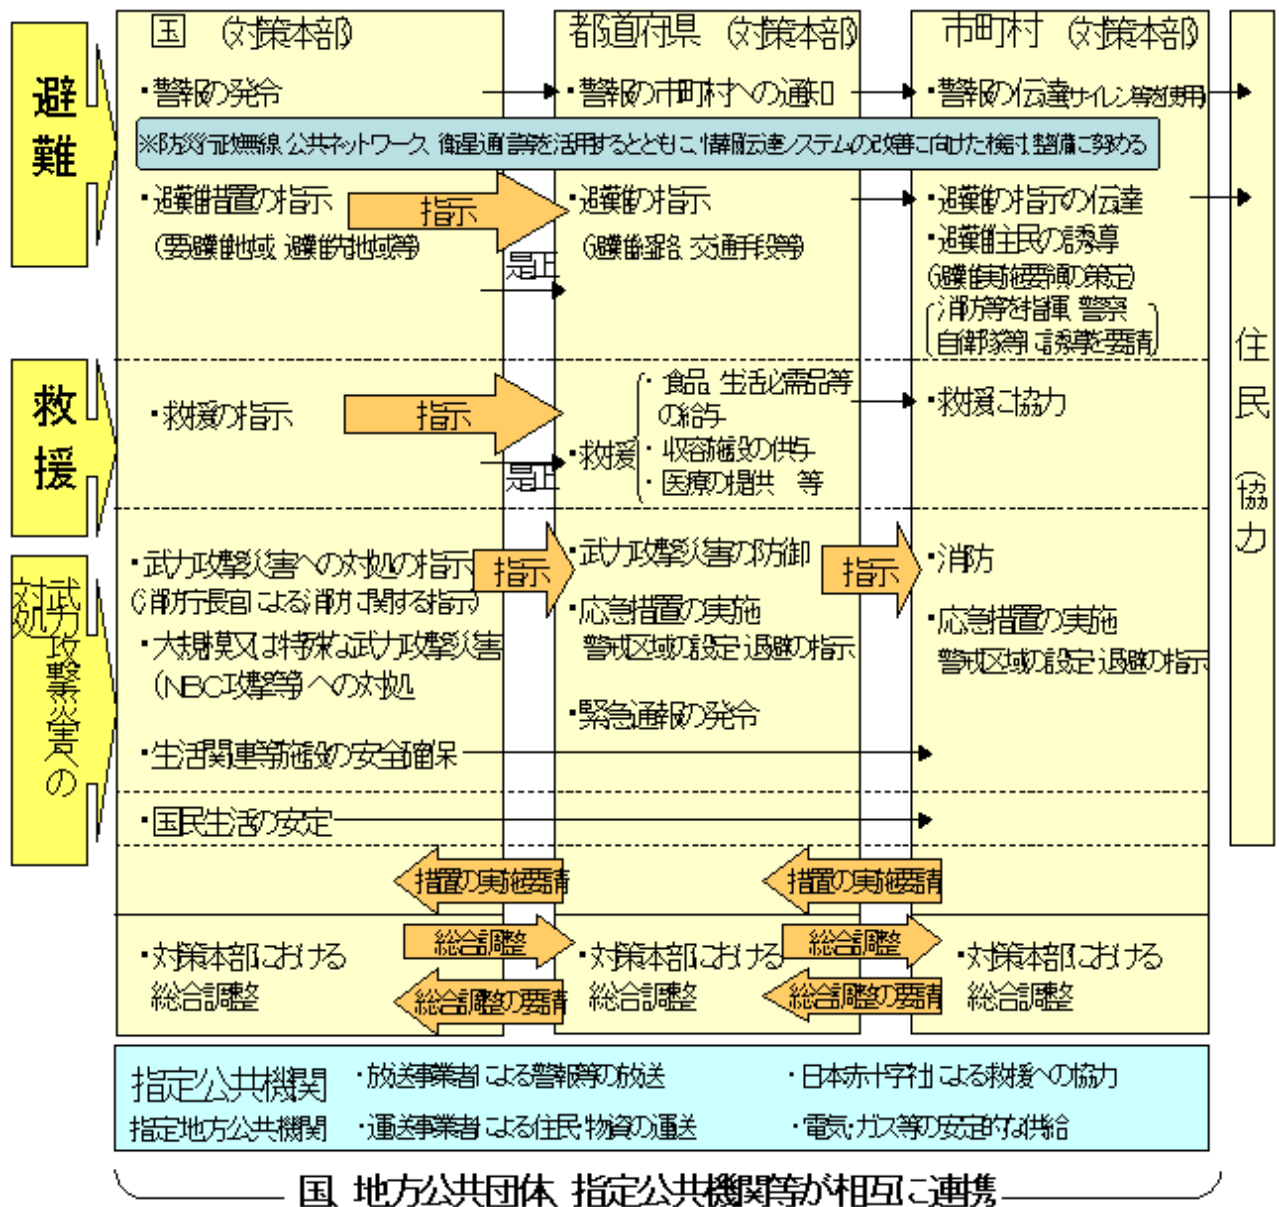 国 (対策本部)
都道府県 (対策本部)
市町村 (対策本部)
避難
・警報の発令
・警報の市町村への通知
・警報の伝達サイレン等を使用
※防災行政無線、公共ネットワーク、衛星通信等を活用するとともに、情報伝達システムの改善に向けた検討、整備に努める
・避難措置の指示
(要避難地域、避難先地域等)
指示
是正
・避難の指示
(避難経路、交通手段等)
・避難の指示の伝達
・避難住民の誘導
(避難実施要領の策定)
消防等を指揮、警察
自衛隊等に誘導を要請
救援
・救援の指示
指示
是正
・救援
・食品、生活必需品等
の給与
・収容施設の供与
・医療の提供 等
・救援に協力
武力攻撃災害への
対処
・武力攻撃災害への対処の指示
(消防庁長官による消防に関する指示)
・大規模又は特殊な武力攻撃災害
(NBC攻撃等)への対処
指示
・武力攻撃災害の防御
・応急措置の実施
警戒区域の設定・退避の指示
・緊急通報の発令
指示
・消防
・応急措置の実施
警戒区域の設定・退避の指示
・生活関連等施設の安全確保
・国民生活の安定
措置の実施要請
措置の実施要請
・対策本部における
総合調整
総合調整
総合調整の要請
・対策本部における
総合調整
総合調整
総合調整の要請
・対策本部における
総合調整
住民(協力
指定公共機関
指定地方公共機関
・放送事業者による警報等の放送
・日本赤十字社による救援への協力
・運送事業者による住民・物資の運送
・電気・ガス等の安定的な供給
国、地方公共団体、指定公共機関等が相互に連携